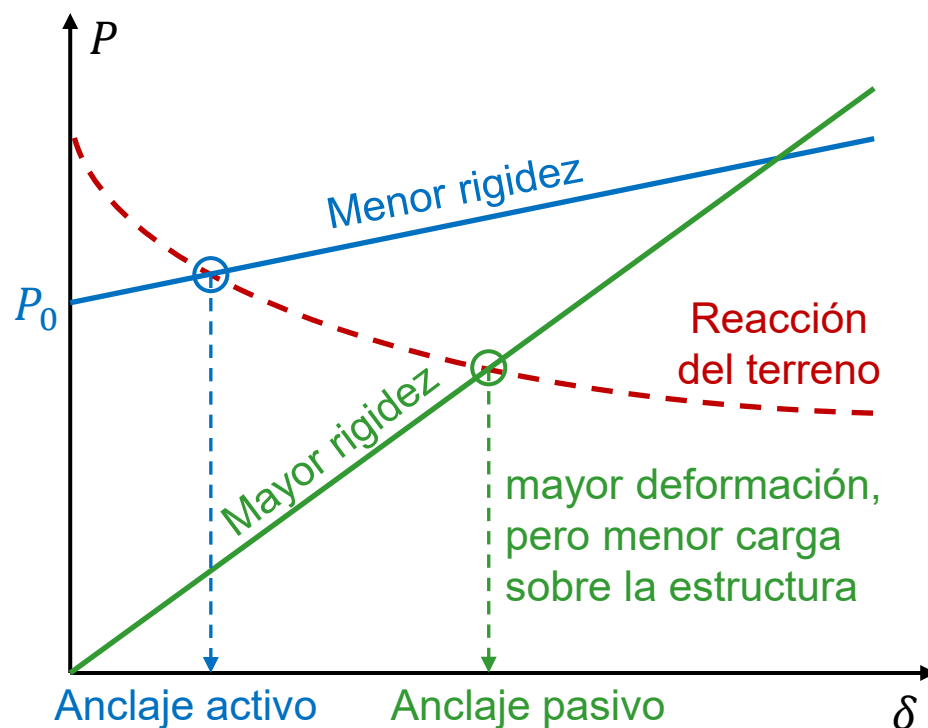 P
Menor rigidez
P₀
Reacción
del terreno
Mayor rigidez
mayor deformación,
pero menor carga
sobre la estructura
Anclaje activo
Anclaje pasivo
δ